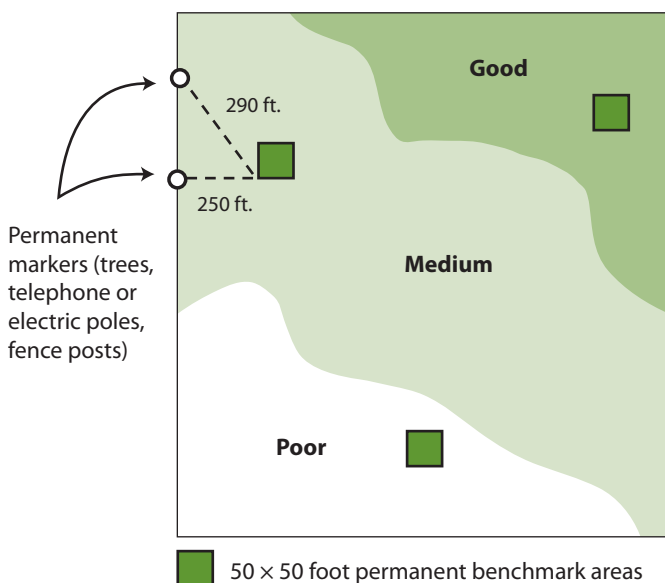 Good
290 ft.
250 ft.
Permanent
markers (trees,
telephone or
electric poles,
fence posts)
Medium
Poor
50 × 50 foot permanent benchmark areas